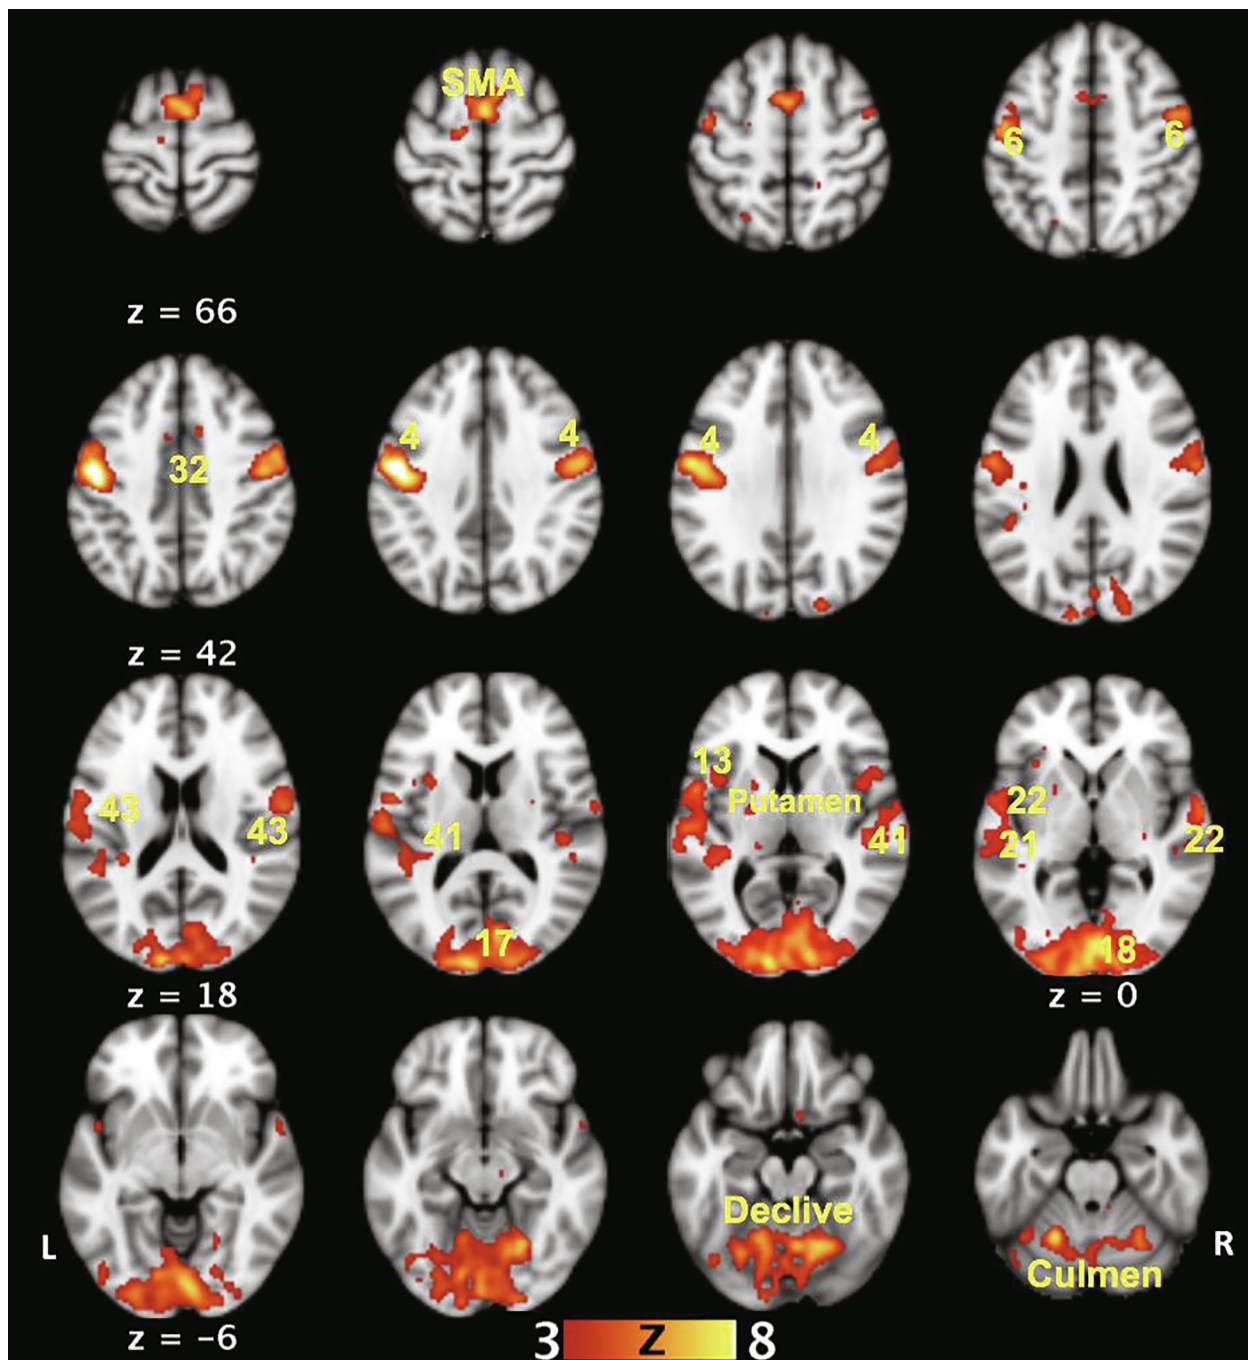 SMA
6 6
z = 66
32
4 4
4 4
z = 42
43 43
41
17
13
Putamen
41
22
21
22
18
z = 18
z = 0
Declive
Culmen
L
R
z = -6
3 Z 8